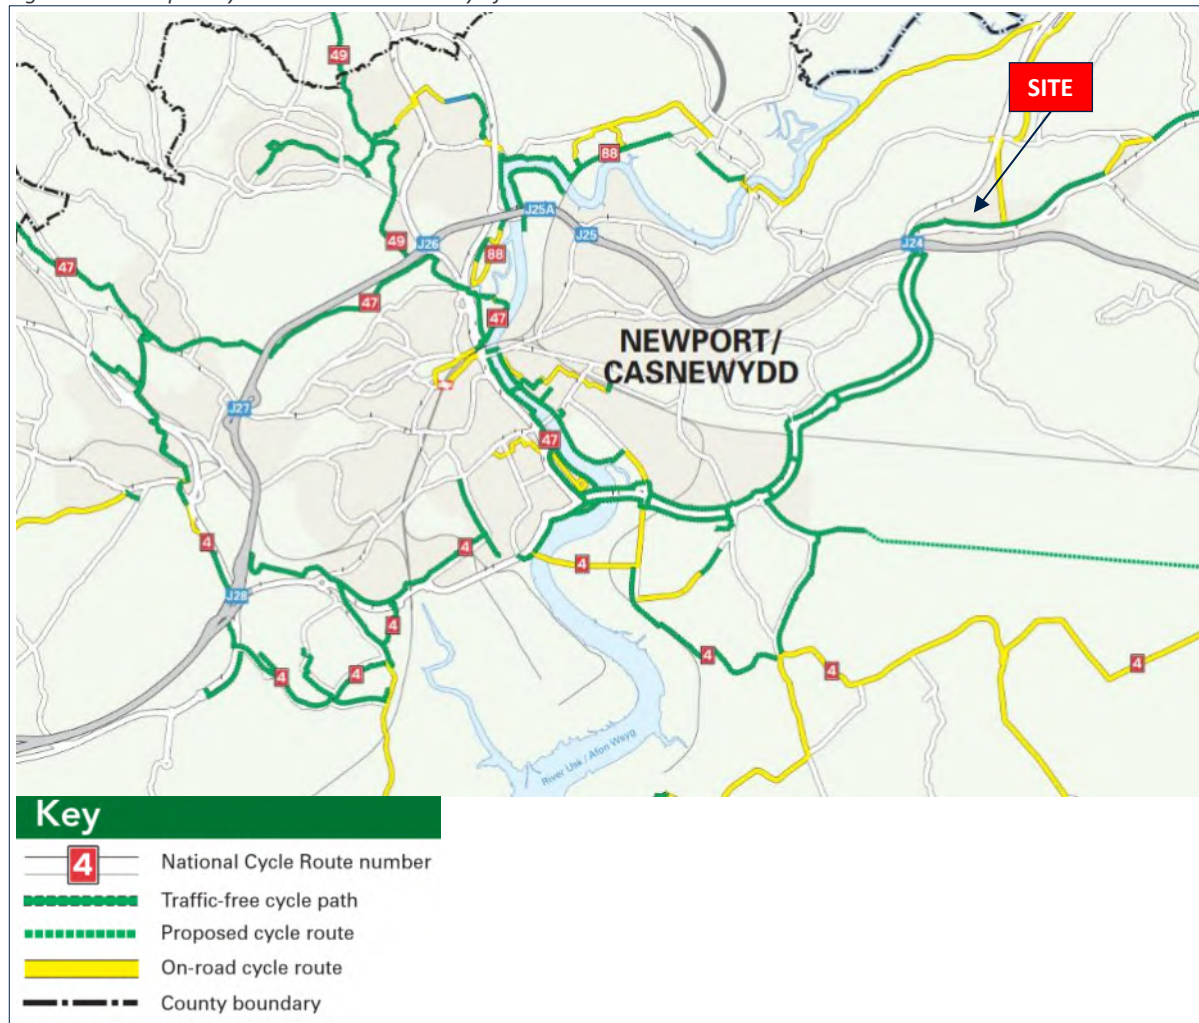 49
SITE
88
J25A
J25
49
J26
J24
88
47
47
47
NEWPORT/
CASNEWYDD
J27
47
4
4
4
J28
4
4
4
4
4
4
River Usk / Afon Wsyg
Key
4 National Cycle Route number
Traffic-free cycle path
Proposed cycle route
On-road cycle route
County boundary